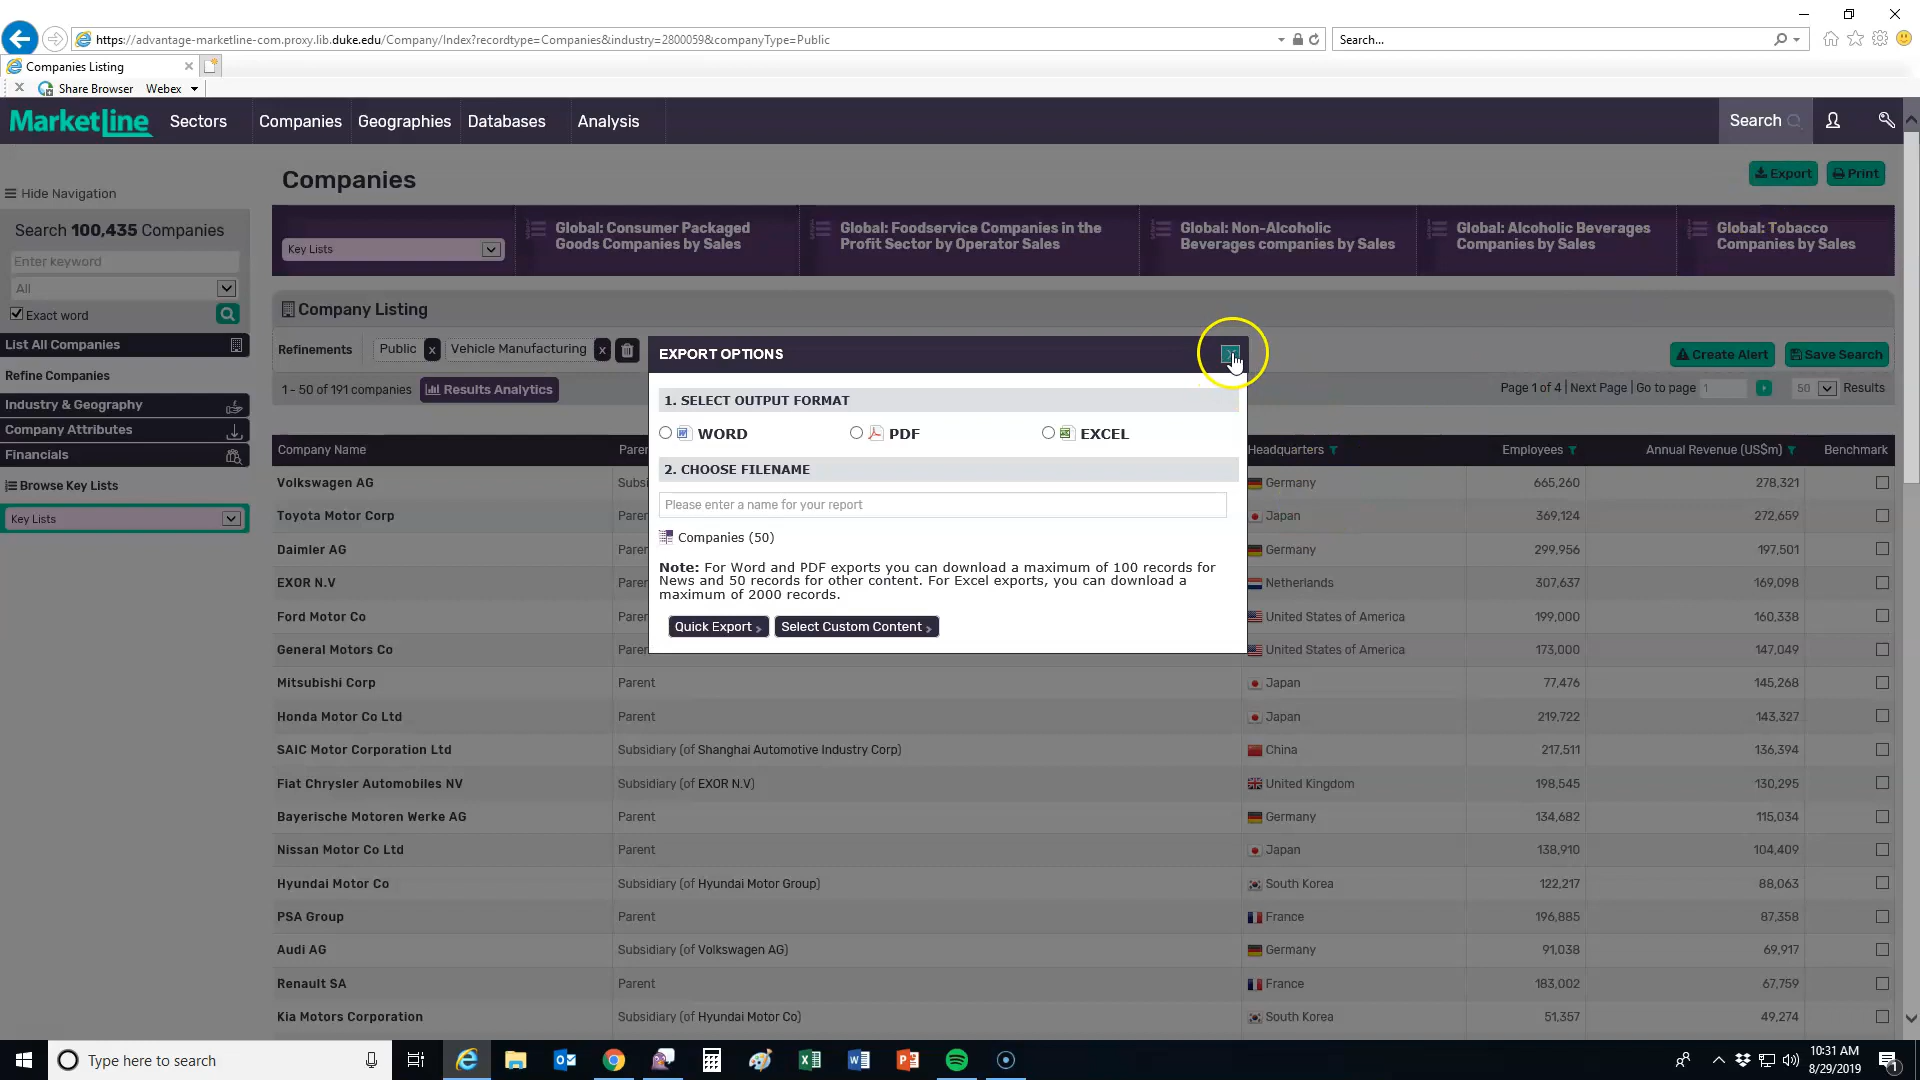 https://advantage-marketline-com.proxy.lib.duke.edu/Company/Index?recordtype=Companies&industry=2800059&companyType=Public
Search...
Companies Listing
Share Browser Webex
MarketLine Sectors Companies Geographies Databases Analysis Search
Hide Navigation
Companies
Export Print
Search 100,435 Companies
Enter keyword
All
Exact word
List All Companies
Refine Companies
Industry & Geography
Company Attributes
Financials
Browse Key Lists
Key Lists
Key Lists
Global: Consumer Packaged
Goods Companies by Sales
Global: Foodservice Companies in the
Profit Sector by Operator Sales
Global: Non-Alcoholic
Beverages companies by Sales
Global: Alcoholic Beverages
Companies by Sales
Global: Tobacco
Companies by Sales
Company Listing
Refinements Public x Vehicle Manufacturing x
Create Alert Save Search
1 - 50 of 191 companies Results Analytics
Page 1 of 4 | Next Page | Go to page 1 50 Results
EXPORT OPTIONS
1. SELECT OUTPUT FORMAT
WORD PDF EXCEL
2. CHOOSE FILENAME
Please enter a name for your report
Companies (50)
Note: For Word and PDF exports you can download a maximum of 100 records for
News and 50 records for other content. For Excel exports, you can download a
maximum of 2000 records.
Quick Export Select Custom Content
Company Name Paren Headquarters Employees Annual Revenue (US$m) Benchmark
Volkswagen AG Subsi Germany 665,260 278,321
Toyota Motor Corp Paren Japan 369,124 272,659
Daimler AG Paren Germany 299,956 197,501
EXOR N.V Paren Netherlands 307,637 169,098
Ford Motor Co Paren United States of America 199,000 160,338
General Motors Co Paren United States of America 173,000 147,049
Mitsubishi Corp Parent Japan 77,476 145,268
Honda Motor Co Ltd Parent Japan 219,722 143,327
SAIC Motor Corporation Ltd Subsidiary (of Shanghai Automotive Industry Corp) China 217,511 136,394
Fiat Chrysler Automobiles NV Subsidiary (of EXOR N.V) United Kingdom 198,545 130,295
Bayerische Motoren Werke AG Parent Germany 134,682 115,034
Nissan Motor Co Ltd Parent Japan 138,910 104,409
Hyundai Motor Co Subsidiary (of Hyundai Motor Group) South Korea 122,217 88,063
PSA Group Parent France 196,885 87,358
Audi AG Subsidiary (of Volkswagen AG) Germany 91,038 69,917
Renault SA Parent France 183,002 67,759
Kia Motors Corporation Subsidiary (of Hyundai Motor Co) South Korea 51,357 49,274
Type here to search
10:31 AM
8/29/2019
1